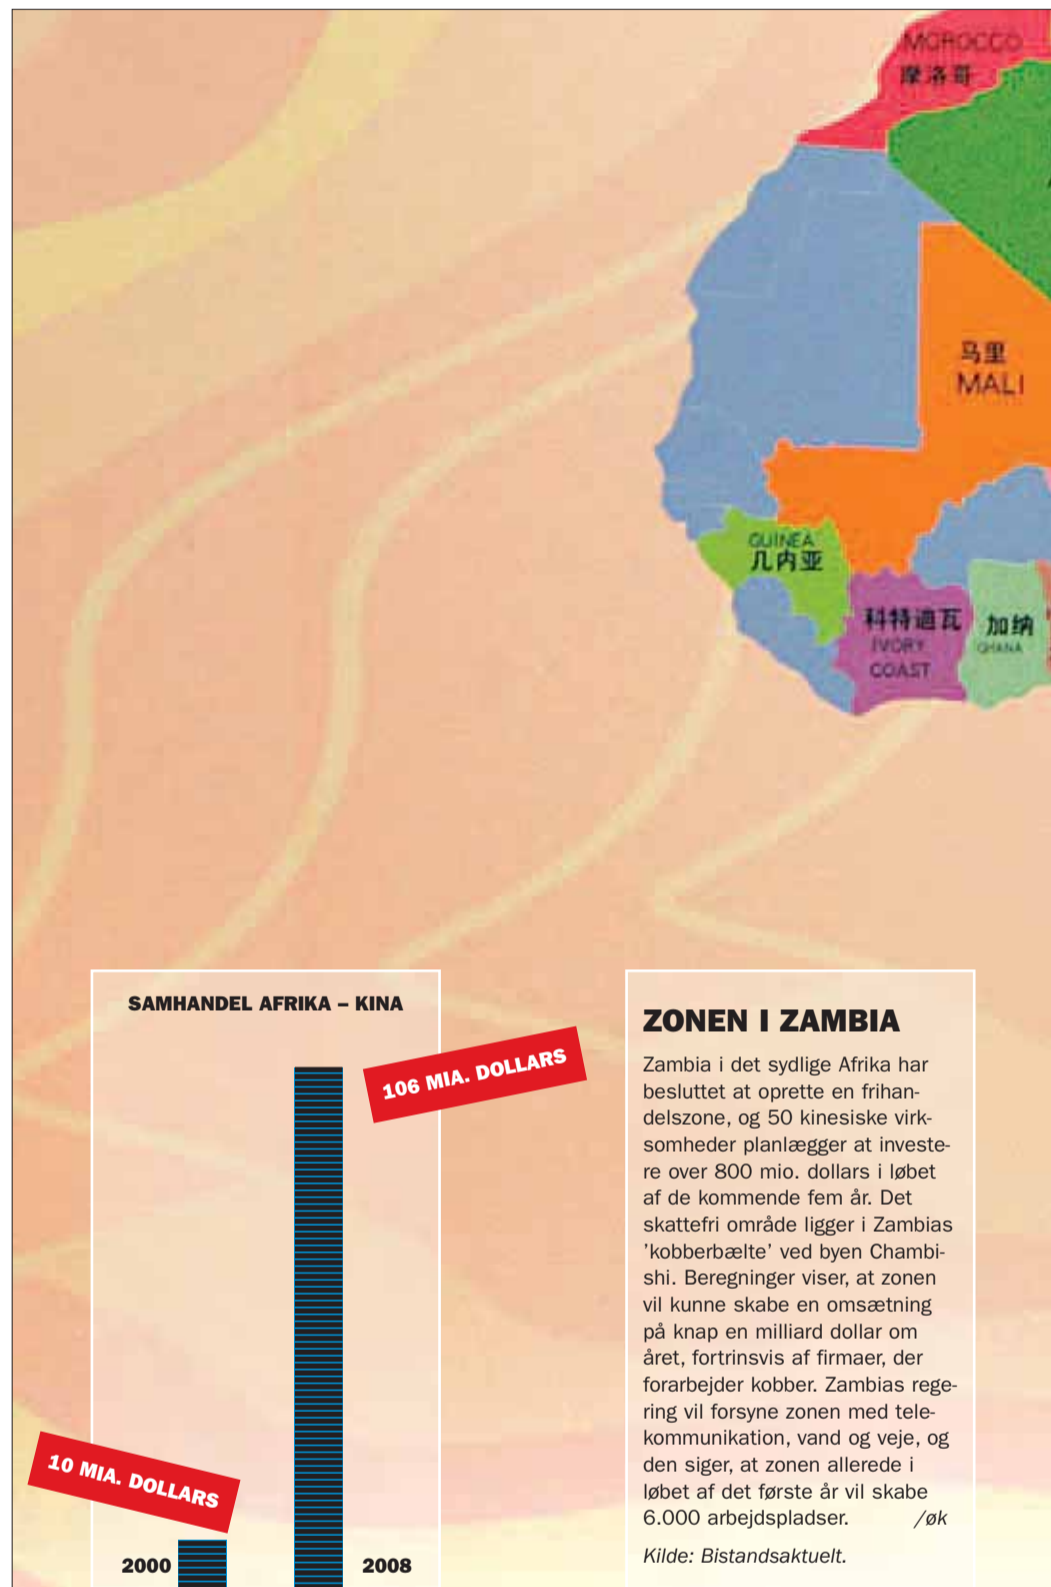 MOROCCO
摩洛哥
马里
MALI
GUINEA
几内亚
科特迪瓦
IVORY
COAST
加纳
GHANA
SAMHANDEL AFRIKA – KINA
106 MIA. DOLLARS
10 MIA. DOLLARS
2000
2008
ZONEN I ZAMBIA
Zambia i det sydlige Afrika har
besluttet at oprette en frihan-
delszone, og 50 kinesiske virk-
somheder planlægger at investe-
re over 800 mio. dollars i løbet
af de kommende fem år. Det
skattefri område ligger i Zambias
'kobberbælte' ved byen Chambi-
shi. Beregninger viser, at zonen
vil kunne skabe en omsætning
på knap en milliard dollar om
året, fortrinsvis af firmaer, der
forarbejder kobber. Zambias rege-
ring vil forsyne zonen med tele-
kommunikation, vand og veje, og
den siger, at zonen allerede i
løbet af det første år vil skabe
6.000 arbejdspladser. /øk
Kilde: Bistandsaktuelt.